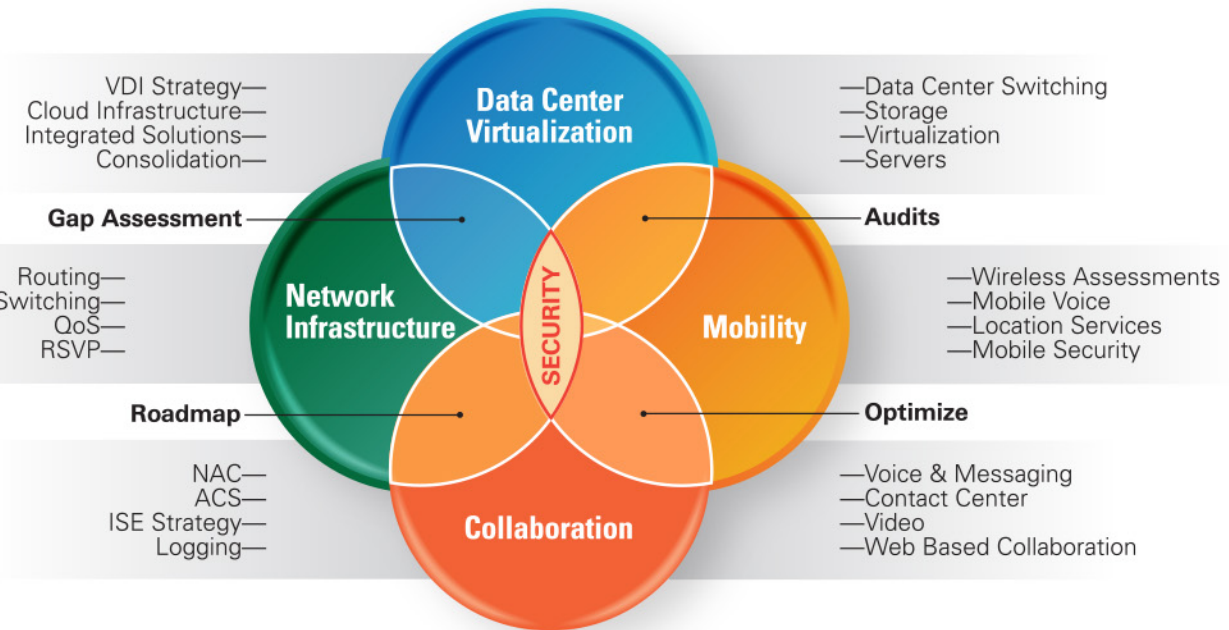 VDI Strategy—
Cloud Infrastructure—
Integrated Solutions—
Consolidation—
Data Center
Virtualization
—Data Center Switching
—Storage
—Virtualization
—Servers
Gap Assessment
Audits
Routing—
Switching—
QoS—
RSVP—
Network
Infrastructure
SECURITY
Mobility
—Wireless Assessments
—Mobile Voice
—Location Services
—Mobile Security
Roadmap
Optimize
NAC—
ACS—
ISE Strategy—
Logging—
Collaboration
—Voice & Messaging
—Contact Center
—Video
—Web Based Collaboration